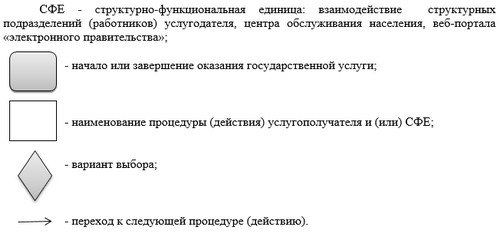 СФЕ - структурно-функциональная единица: взаимодействие структурных
подразделений (работников) услугодателя, центра обслуживания населения, веб-портала
«электронного правительства»;
- начало или завершение оказания государственной услуги;
- наименование процедуры (действия) услугополучателя и (или) СФЕ;
- вариант выбора;
- переход к следующей процедуре (действию).